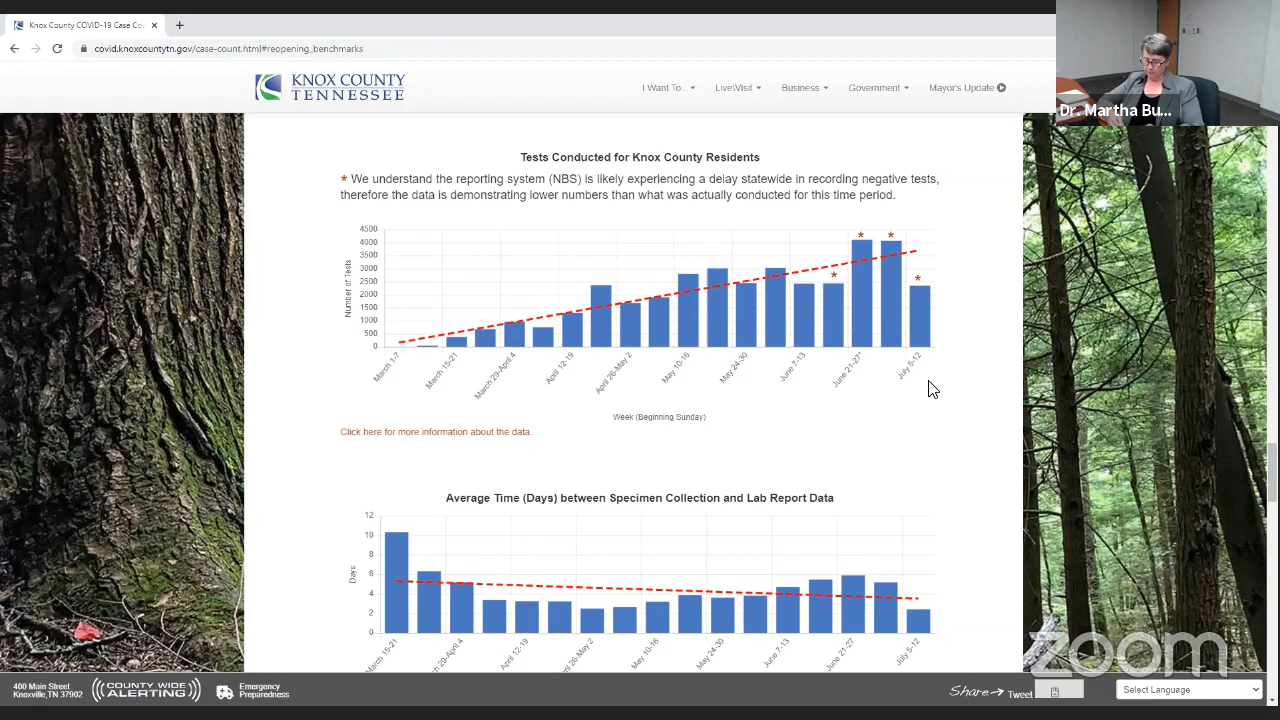 Knox County COVID-19 Case Cou
covid.knoxcountytn.gov/case-count.html#reopening_benchmarks
KNOX COUNTY
TENNESSEE
I Want To...
Live\Visit
Business
Government
Mayor's Update
Dr. Martha Bu...
Tests Conducted for Knox County Residents
* We understand the reporting system (NBS) is likely experiencing a delay statewide in recording negative tests,
therefore the data is demonstrating lower numbers than what was actually conducted for this time period.
4500
4000
3500
3000
2500
2000
1500
1000
500
0
Number of Tests
* * * *
March 1-7
March 15-21
March 29-April 4
April 12-19
April 26-May 2
May 10-16
May 24-30
June 7-13
June 21-27*
July 5-12
Week (Beginning Sunday)
Click here for more information about the data.
Average Time (Days) between Specimen Collection and Lab Report Data
12
10
8
6
4
2
0
Days
March 15-21
March 29-April 4
April 12-19
April 26-May 2
May 10-16
May 24-30
June 7-13
June 21-27
July 5-12
zoom
400 Main Street
Knoxville,TN 37902
COUNTY WIDE
ALERTING
Emergency
Preparedness
Share
Tweet
Select Language